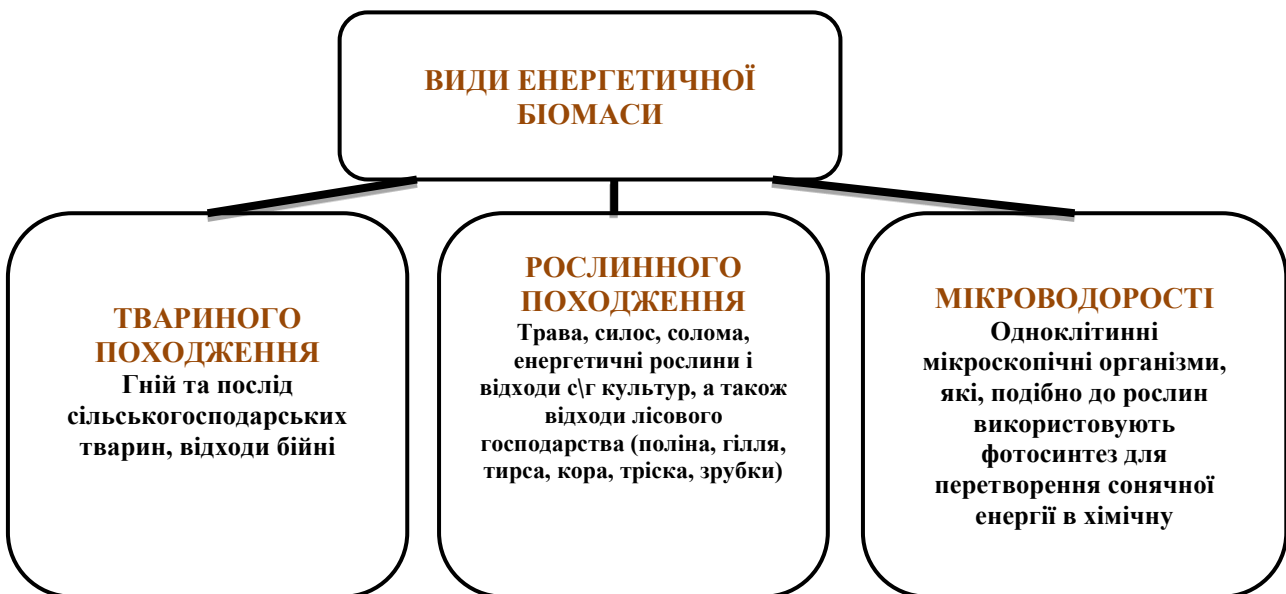 ВИДИ ЕНЕРГЕТИЧНОЇ
БІОМАСИ
ТВАРИНОГО
ПОХОДЖЕННЯ
Гній та послід
сільськогосподарських
тварин, відходи бійні
РОСЛИННОГО
ПОХОДЖЕННЯ
Трава, силос, солома,
енергетичні рослини і
відходи с\г культур, а також
відходи лісового
господарства (поліна, гілля,
тирса, кора, тріска, зрубки)
МІКРОВОДОРОСТІ
Одноклітинні
мікроскопічні організми,
які, подібно до рослин
використовують
фотосинтез для
перетворення сонячної
енергії в хімічну